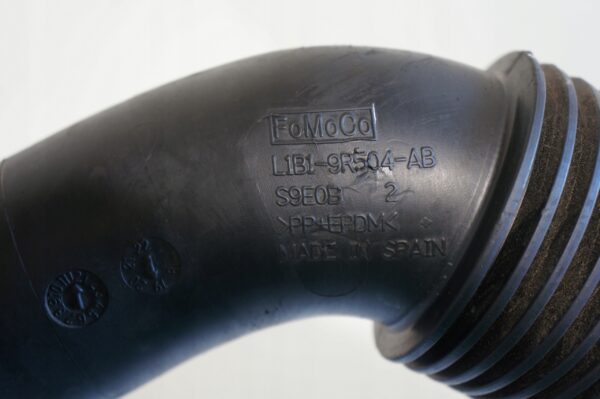 FoMoCo
L1B1-9R504-AB
S9E0B 2
>PP+EPDM<
MADE IN SPAIN